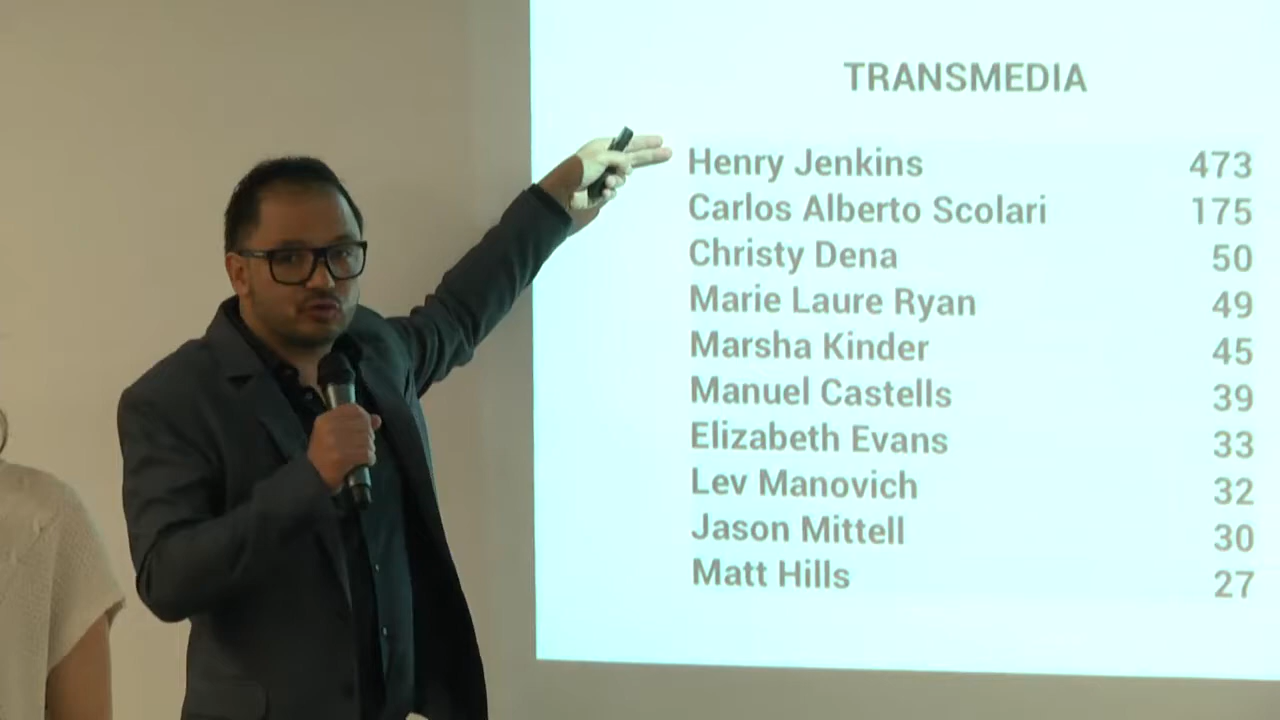 TRANSMEDIA
Henry Jenkins 473
Carlos Alberto Scolari 175
Christy Dena 50
Marie Laure Ryan 49
Marsha Kinder 45
Manuel Castells 39
Elizabeth Evans 33
Lev Manovich 32
Jason Mittell 30
Matt Hills 27